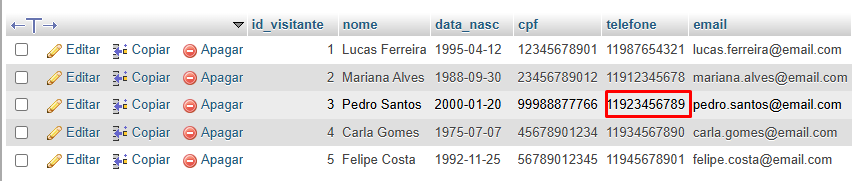 id_visitante nome data_nasc cpf telefone email
Editar Copiar Apagar 1 Lucas Ferreira 1995-04-12 12345678901 11987654321 lucas.ferreira@email.com
Editar Copiar Apagar 2 Mariana Alves 1988-09-30 23456789012 11912345678 mariana.alves@email.com
Editar Copiar Apagar 3 Pedro Santos 2000-01-20 99988877766 11923456789 pedro.santos@email.com
Editar Copiar Apagar 4 Carla Gomes 1975-07-07 45678901234 11934567890 carla.gomes@email.com
Editar Copiar Apagar 5 Felipe Costa 1992-11-25 56789012345 11945678901 felipe.costa@email.com